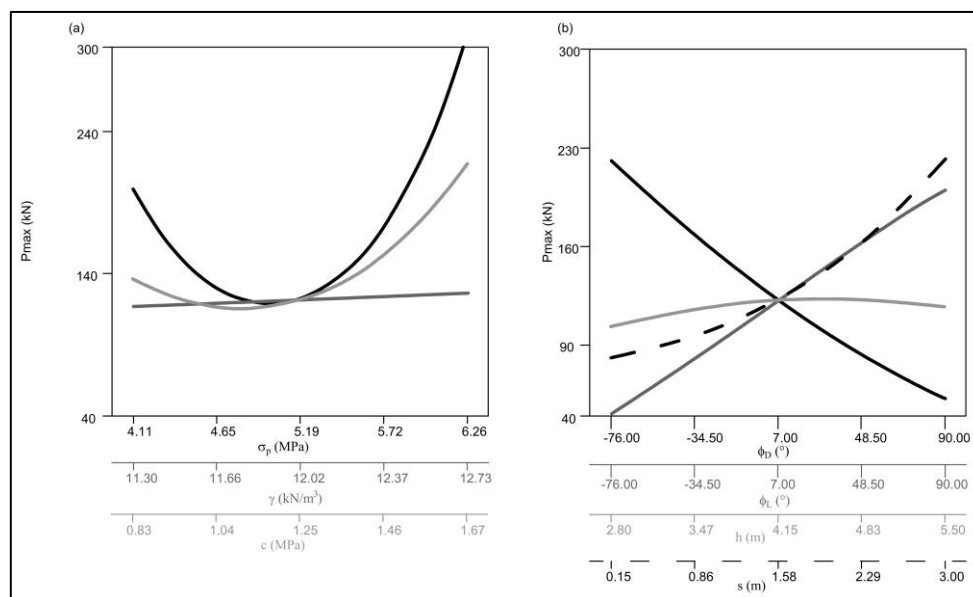 (a)
Pmax (kN)
300
240
140
40
4.11 4.65 5.19 5.72 6.26
σp (MPa)
11.30 11.66 12.02 12.37 12.73
γ (kN/m³)
0.83 1.04 1.25 1.46 1.67
c (MPa)
(b)
Pmax (kN)
300
230
160
90
40
-76.00 -34.50 7.00 48.50 90.00
ϕD (°)
-76.00 -34.50 7.00 48.50 90.00
ϕL (°)
2.80 3.47 4.15 4.83 5.50
h (m)
0.15 0.86 1.58 2.29 3.00
s (m)